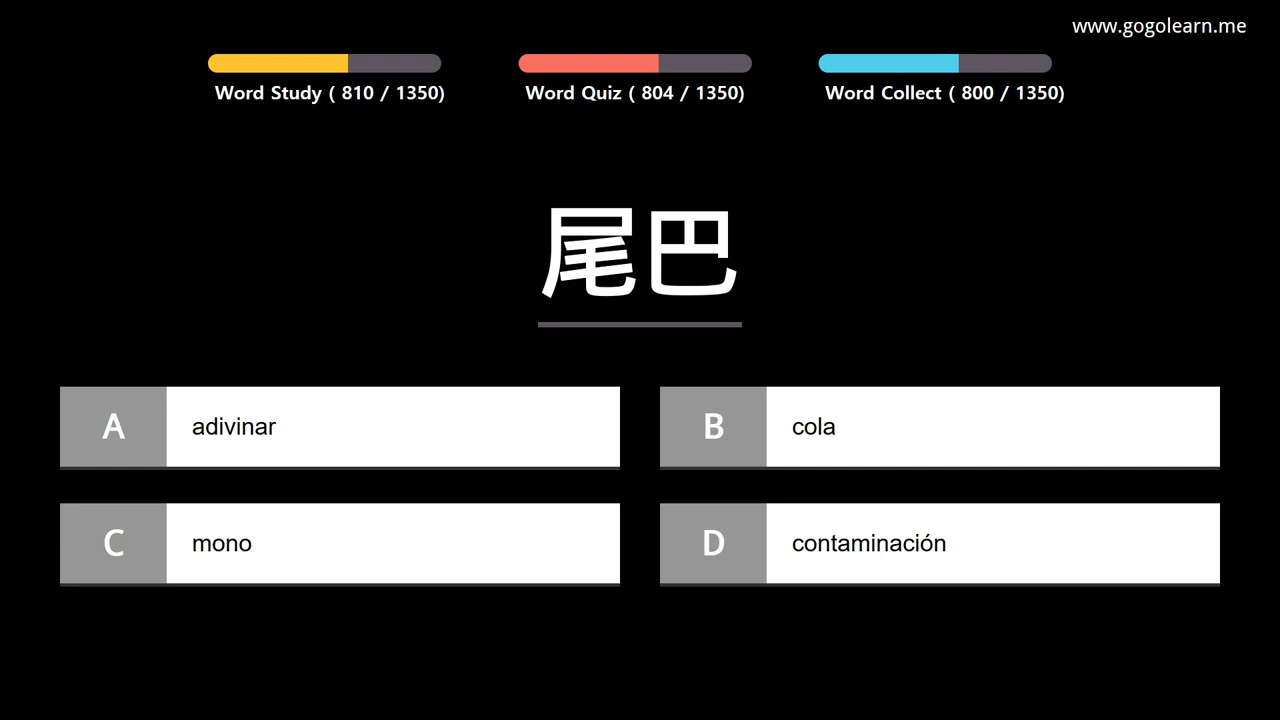 www.gogolearn.me
Word Study ( 810 / 1350)
Word Quiz ( 804 / 1350)
Word Collect ( 800 / 1350)
尾巴
A
adivinar
B
cola
C
mono
D
contaminación